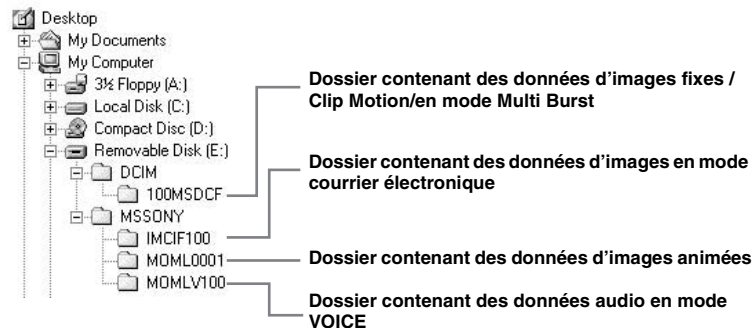 Desktop
My Documents
My Computer
3½ Floppy (A:)
Local Disk (C:)
Compact Disc (D:)
Removable Disk (E:)
DCIM
100MSDCF
MSSONY
IMCIF100
MOML0001
MOMLV100
Dossier contenant des données d’images fixes /
Clip Motion/en mode Multi Burst
Dossier contenant des données d’images en mode
courrier électronique
Dossier contenant des données d’images animées
Dossier contenant des données audio en mode
VOICE